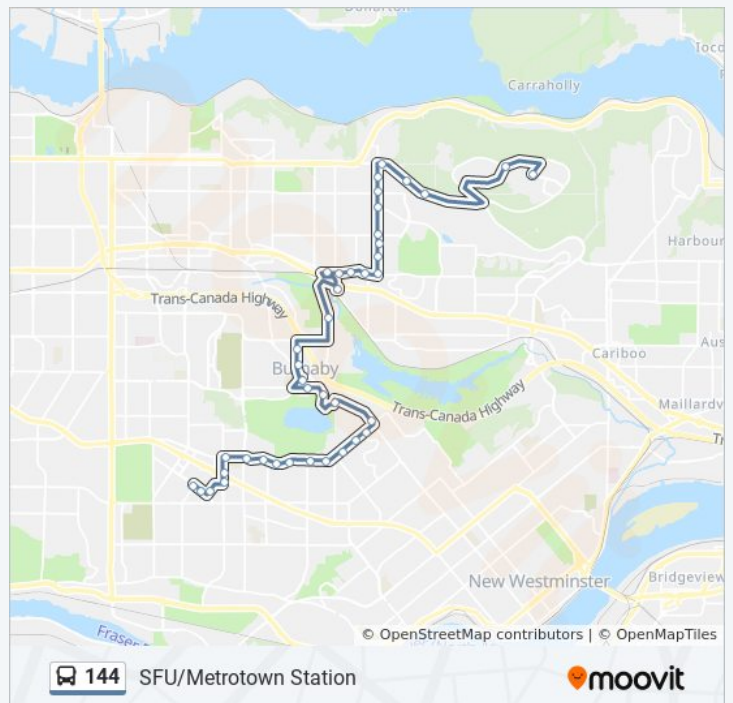 Carraholly
Harbour
Trans-Canada Highway
Cariboo
Burnaby
Trans-Canada Highway
Maillardv
New Westminster
Bridgeview
Fraser
© OpenStreetMap contributors | © OpenMapTiles
144 SFU/Metrotown Station
moovit